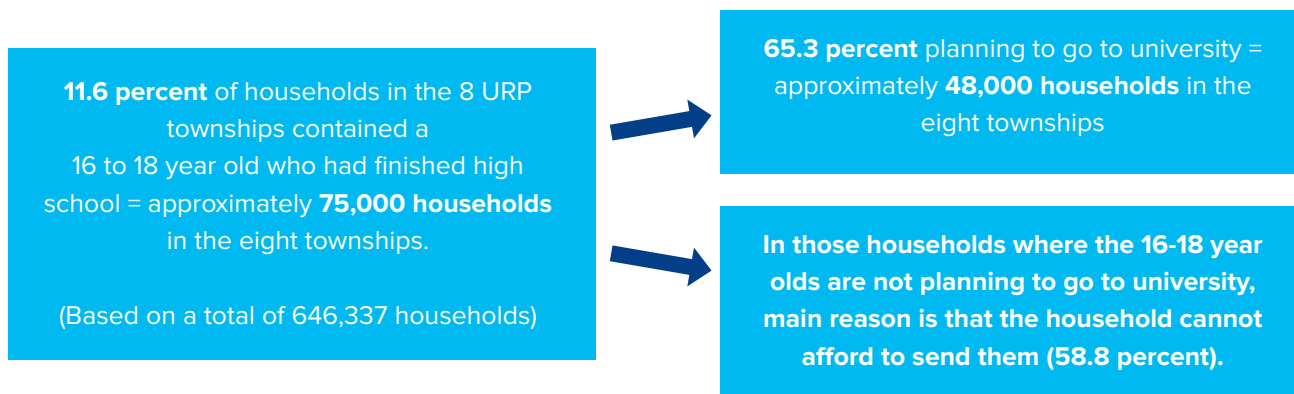 11.6 percent of households in the 8 URP
townships contained a
16 to 18 year old who had finished high
school = approximately 75,000 households
in the eight townships.
(Based on a total of 646,337 households)
65.3 percent planning to go to university =
approximately 48,000 households in the
eight townships
In those households where the 16-18 year
olds are not planning to go to university,
main reason is that the household cannot
afford to send them (58.8 percent).